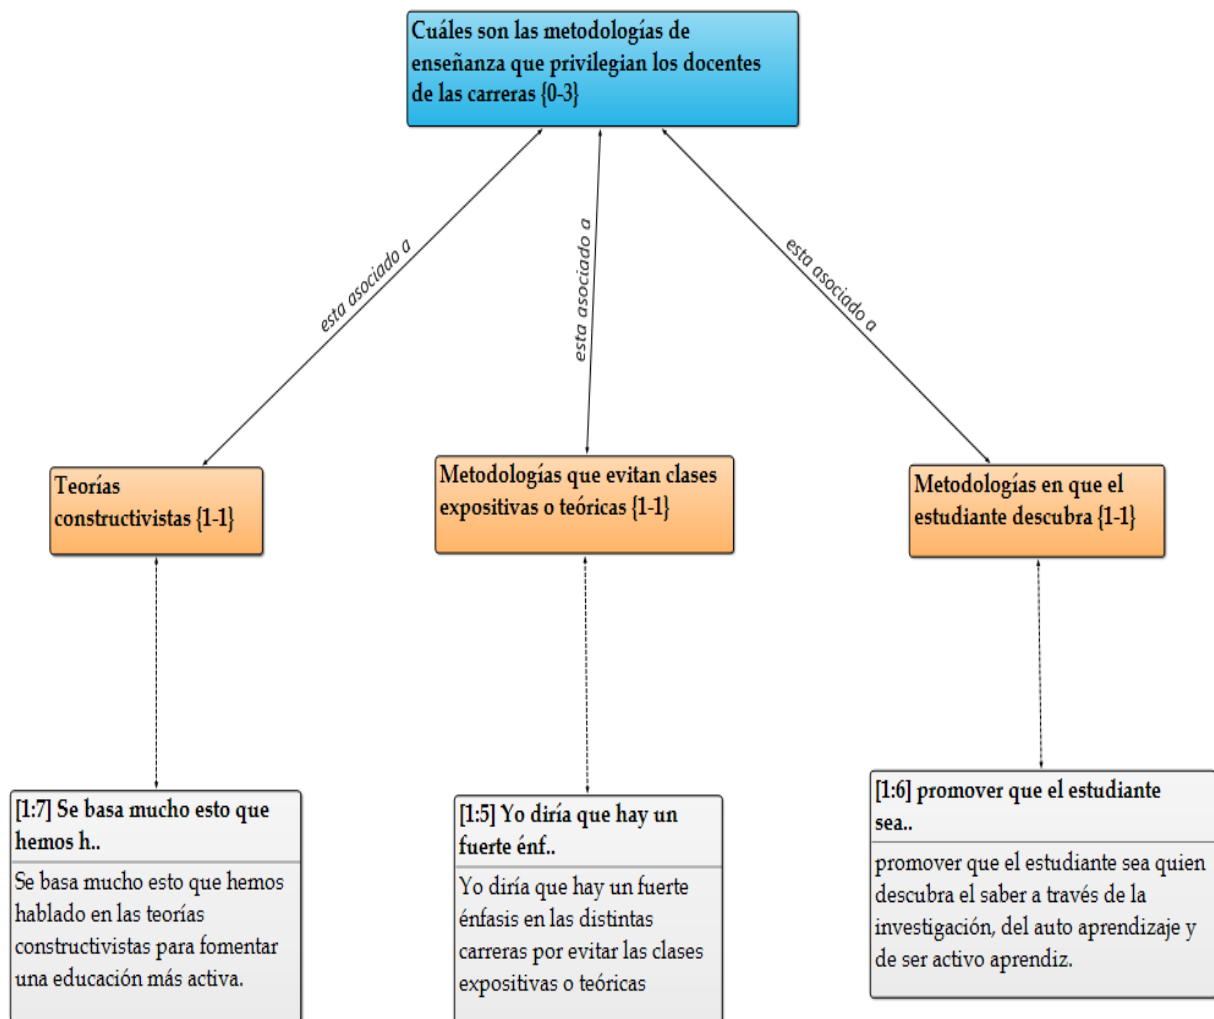 Cuáles son las metodologías de
enseñanza que privilegian los docentes
de las carreras {0-3}
esta asociado a
esta asociado a
esta asociado a
Teorías
constructivistas {1-1}
Metodologías que evitan clases
expositivas o teóricas {1-1}
Metodologías en que el
estudiante descubra {1-1}
[1:7] Se basa mucho esto que
hemos h..
Se basa mucho esto que hemos
hablado en las teorías
constructivistas para fomentar
una educación más activa.
[1:5] Yo diría que hay un
fuerte énf..
Yo diría que hay un fuerte
énfasis en las distintas
carreras por evitar las clases
expositivas o teóricas
[1:6] promover que el estudiante
sea..
promover que el estudiante sea quien
descubra el saber a través de la
investigación, del auto aprendizaje y
de ser activo aprendiz.